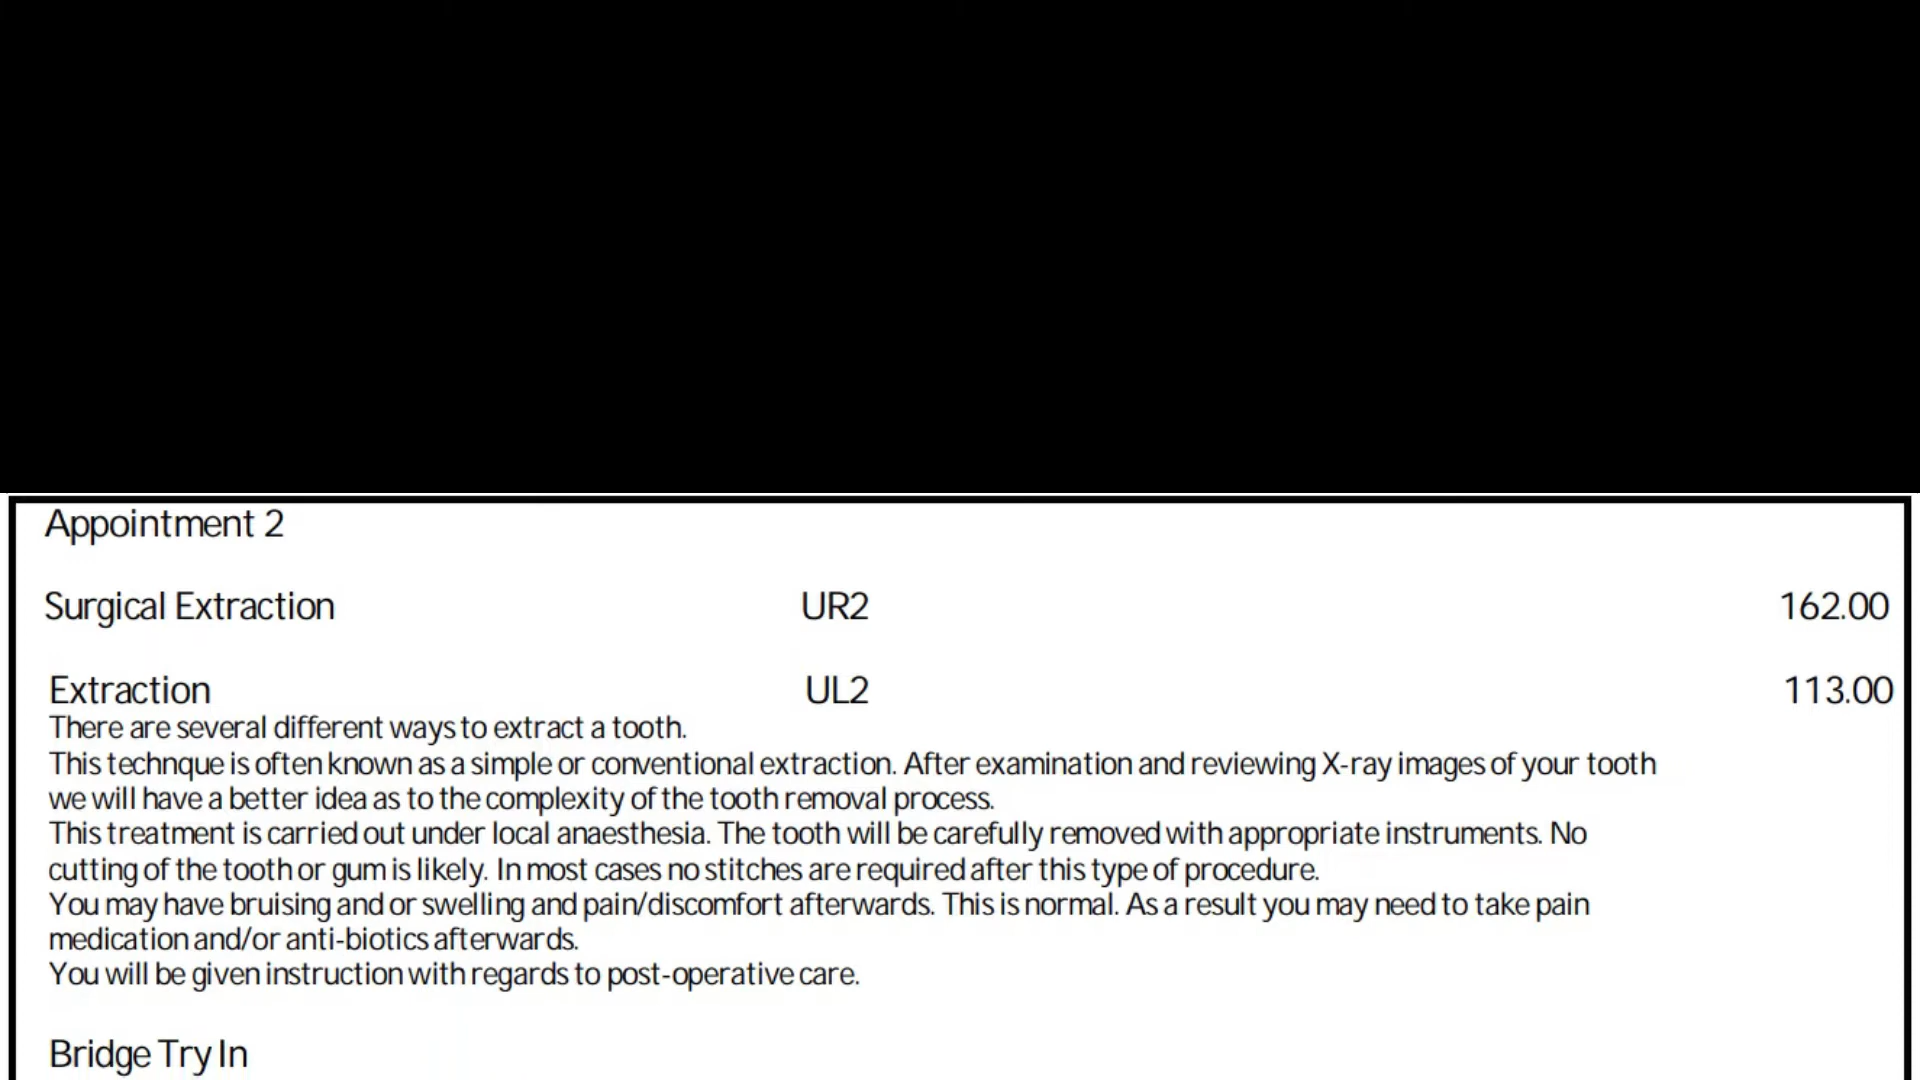 Appointment 2
Surgical Extraction UR2 162.00
Extraction UL2 113.00
There are several different ways to extract a tooth.
This technque is often known as a simple or conventional extraction. After examination and reviewing X-ray images of your tooth
we will have a better idea as to the complexity of the tooth removal process.
This treatment is carried out under local anaesthesia. The tooth will be carefully removed with appropriate instruments. No
cutting of the tooth or gum is likely. In most cases no stitches are required after this type of procedure.
You may have bruising and or swelling and pain/discomfort afterwards. This is normal. As a result you may need to take pain
medication and/or anti-biotics afterwards.
You will be given instruction with regards to post-operative care.
Bridge Try In